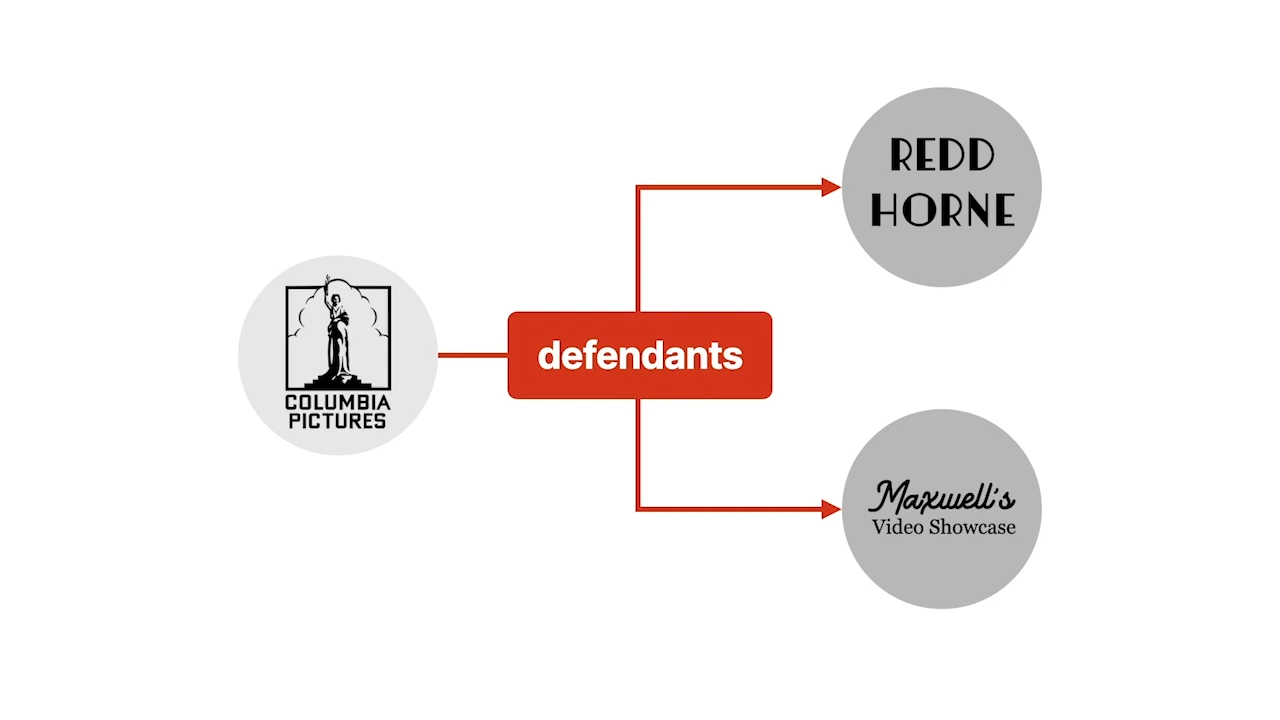 COLUMBIA
PICTURES
defendants
REDD
HORNE
Maxwell's
Video Showcase